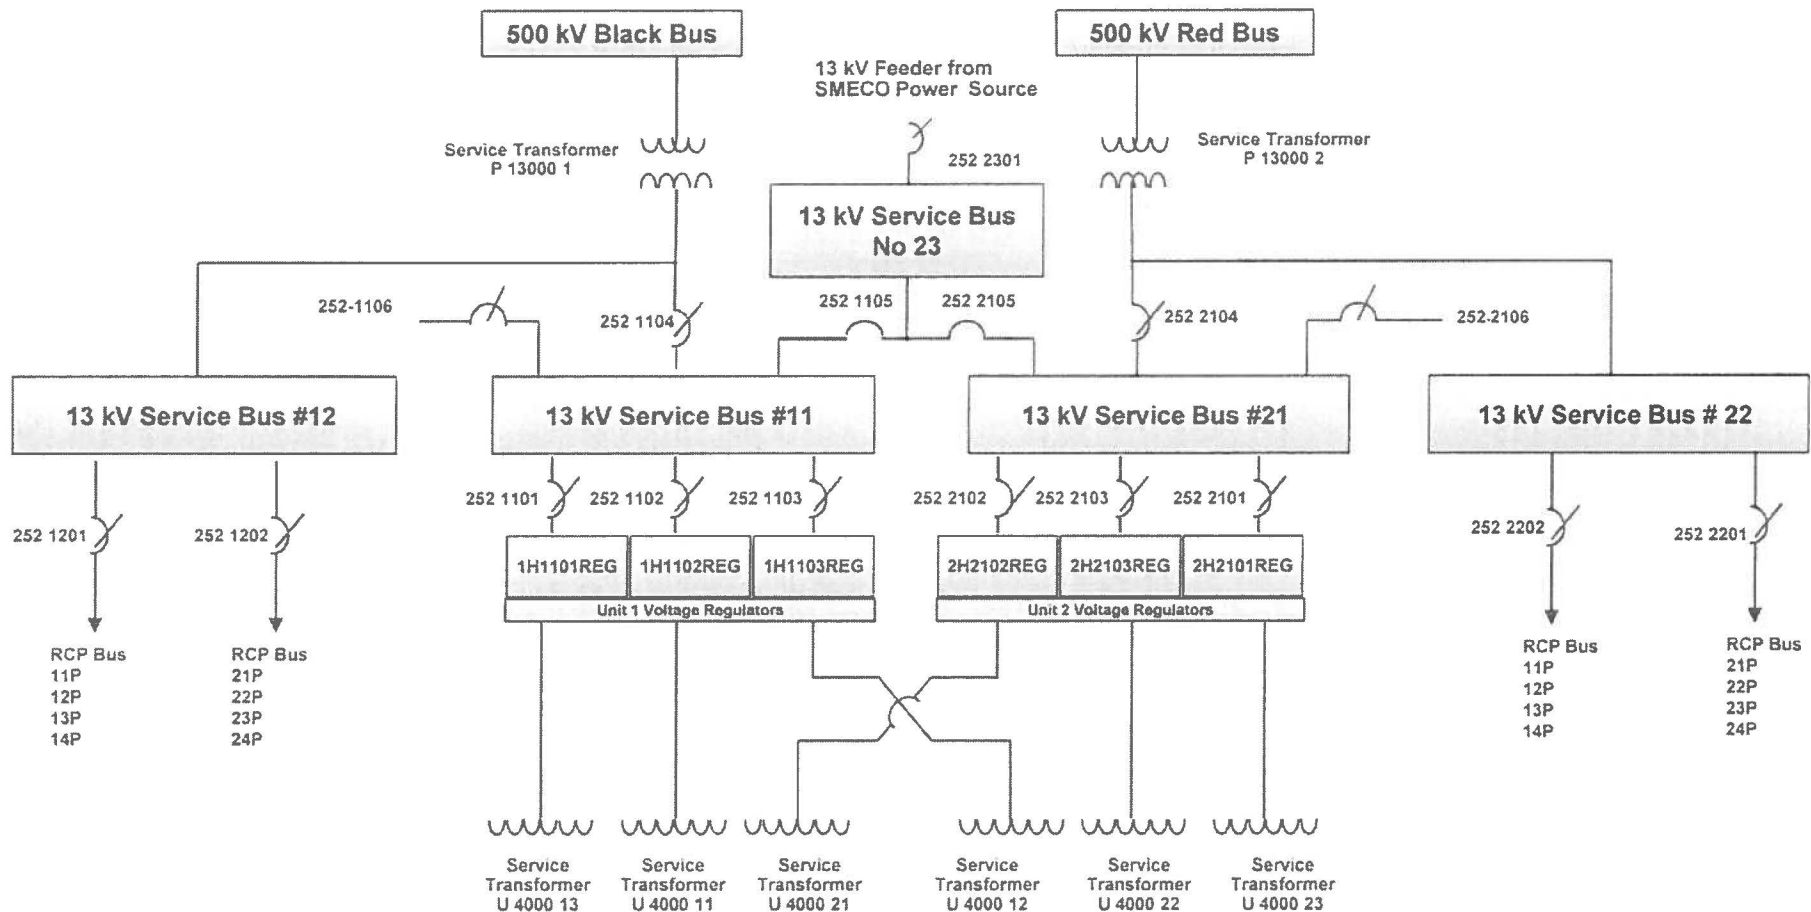 500 kV Black Bus
500 kV Red Bus
13 kV Feeder from
SMECO Power Source
Service Transformer
P 13000 1
252 2301
Service Transformer
P 13000 2
13 kV Service Bus
No 23
252-1106
252 1104
252 1105
252 2105
252 2104
252-2106
13 kV Service Bus #12
13 kV Service Bus #11
13 kV Service Bus #21
13 kV Service Bus # 22
252 1101
252 1102
252 1103
252 2102
252 2103
252 2101
252 1201
252 1202
252 2202
252 2201
1H1101REG
1H1102REG
1H1103REG
2H2102REG
2H2103REG
2H2101REG
Unit 1 Voltage Regulators
Unit 2 Voltage Regulators
RCP Bus
11P
12P
13P
14P
RCP Bus
21P
22P
23P
24P
RCP Bus
11P
12P
13P
14P
RCP Bus
21P
22P
23P
24P
Service
Transformer
U 4000 13
Service
Transformer
U 4000 11
Service
Transformer
U 4000 21
Service
Transformer
U 4000 12
Service
Transformer
U 4000 22
Service
Transformer
U 4000 23